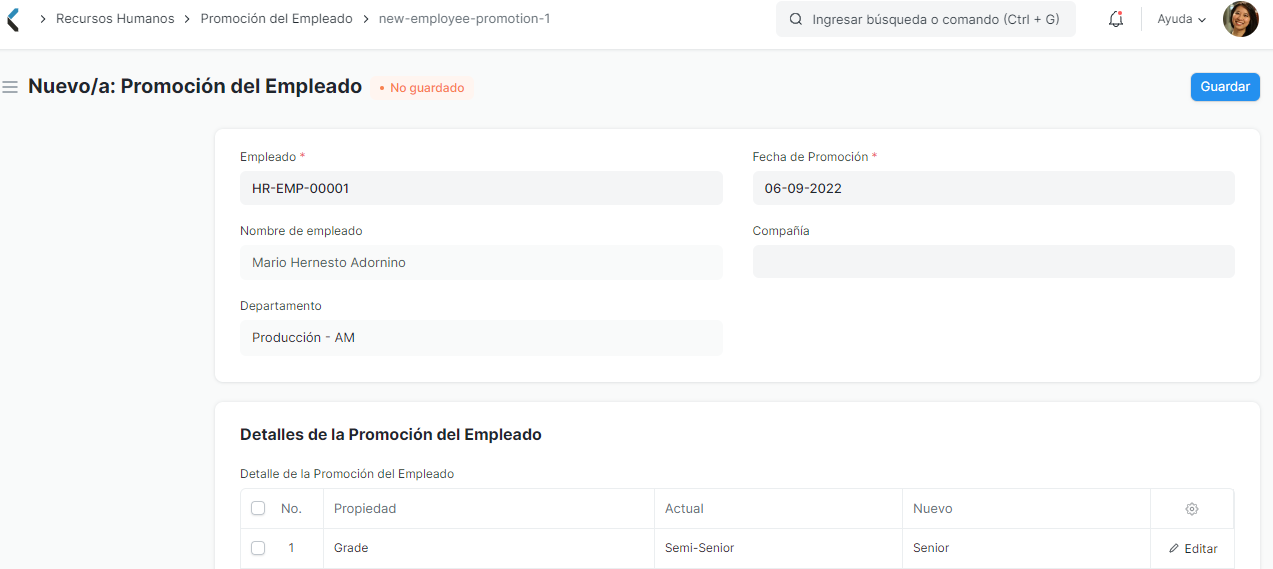 Recursos Humanos Promoción del Empleado new-employee-promotion-1
Ingresar búsqueda o comando (Ctrl + G)
Ayuda
Nuevo/a: Promoción del Empleado
• No guardado
Guardar
Empleado *
HR-EMP-00001
Fecha de Promoción *
06-09-2022
Nombre de empleado
Mario Hernesto Adornino
Compañía
Departamento
Producción - AM
Detalles de la Promoción del Empleado
Detalle de la Promoción del Empleado
No. Propiedad Actual Nuevo
1 Grade Semi-Senior Senior Editar